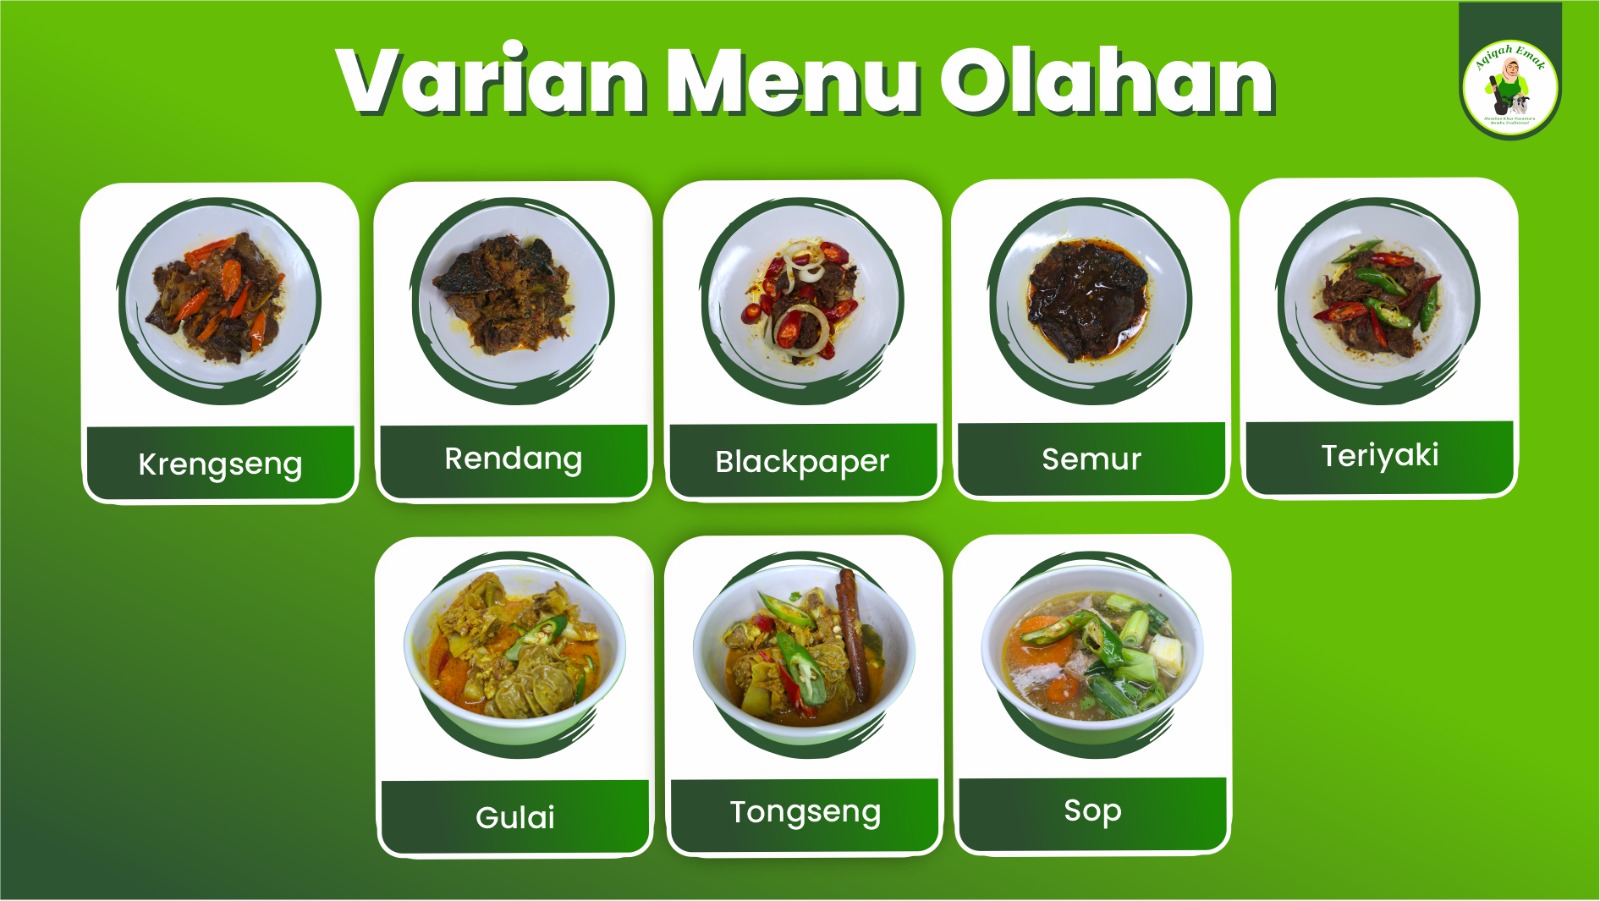 Varian Menu Olahan
Aqiqah Emak
Krengseng
Rendang
Blackpaper
Semur
Teriyaki
Gulai
Tongseng
Sop